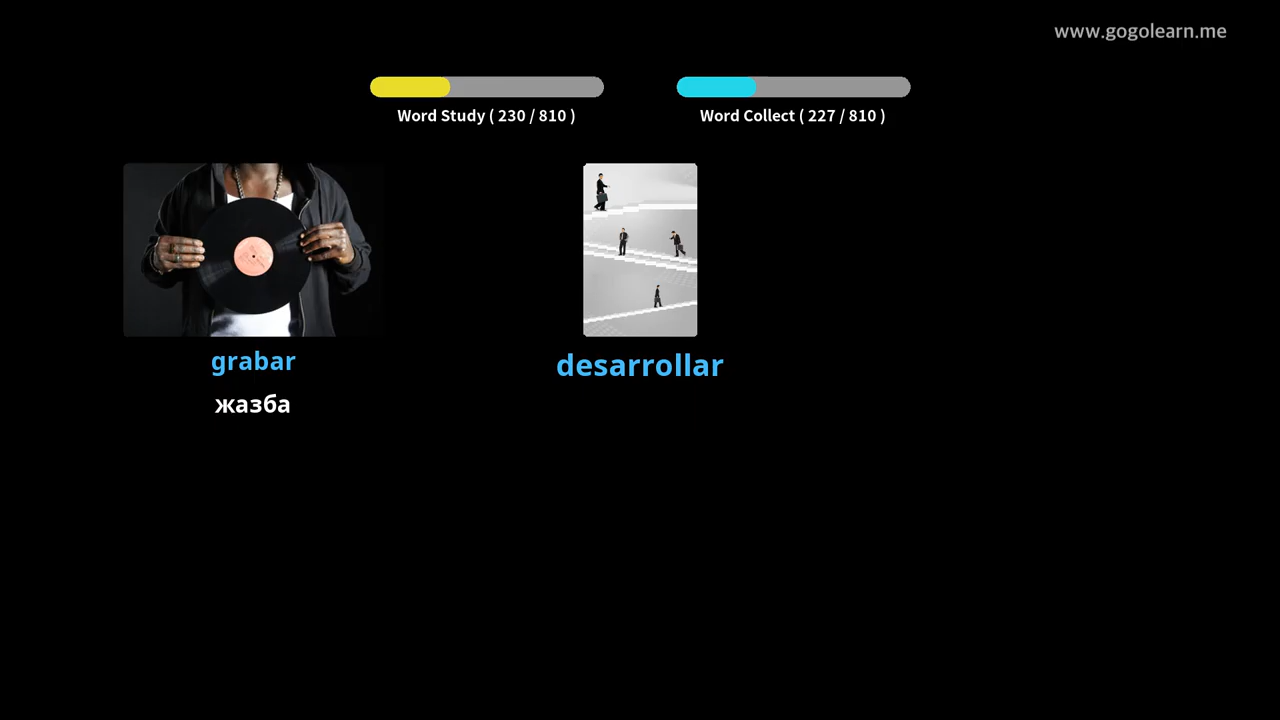 www.gogolearn.me
Word Study ( 230 / 810 )
Word Collect ( 227 / 810 )
grabar
жазба
desarrollar